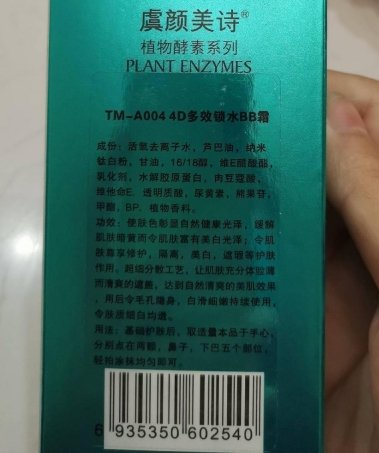 虞颜美诗®
植物酵素系列
PLANT ENZYMES
TM-A004 4D多效锁水BB霜
成份：活氧去离子水，芦巴油，纳米
钛白粉，甘油，16/18醇，维E醋酸酯，
乳化剂，水解胶原蛋白，肉豆蔻酸，
维他命E，透明质酸，尿黄素，熊果苷，
甲酯，BP，植物香料。
功效：使肤色彰显自然健康光泽，缓解
肌肤暗黄而令肌肤富有美白光泽；令肌
肤尊享修护，隔离，美白，遮瑕等护肤
作用。超细分散工艺，让肌肤充分体验薄
而清爽的遮盖，达到自然清爽的美肌效果
，用后令毛孔隐身，白滑细嫩持续使用，
令肤质细白均透。
用法：基础护肤后，取适量本品于手心，
分别点在两颊，鼻子，下巴五个部位，
轻拍涂抹均匀即可。
6 935350 602540